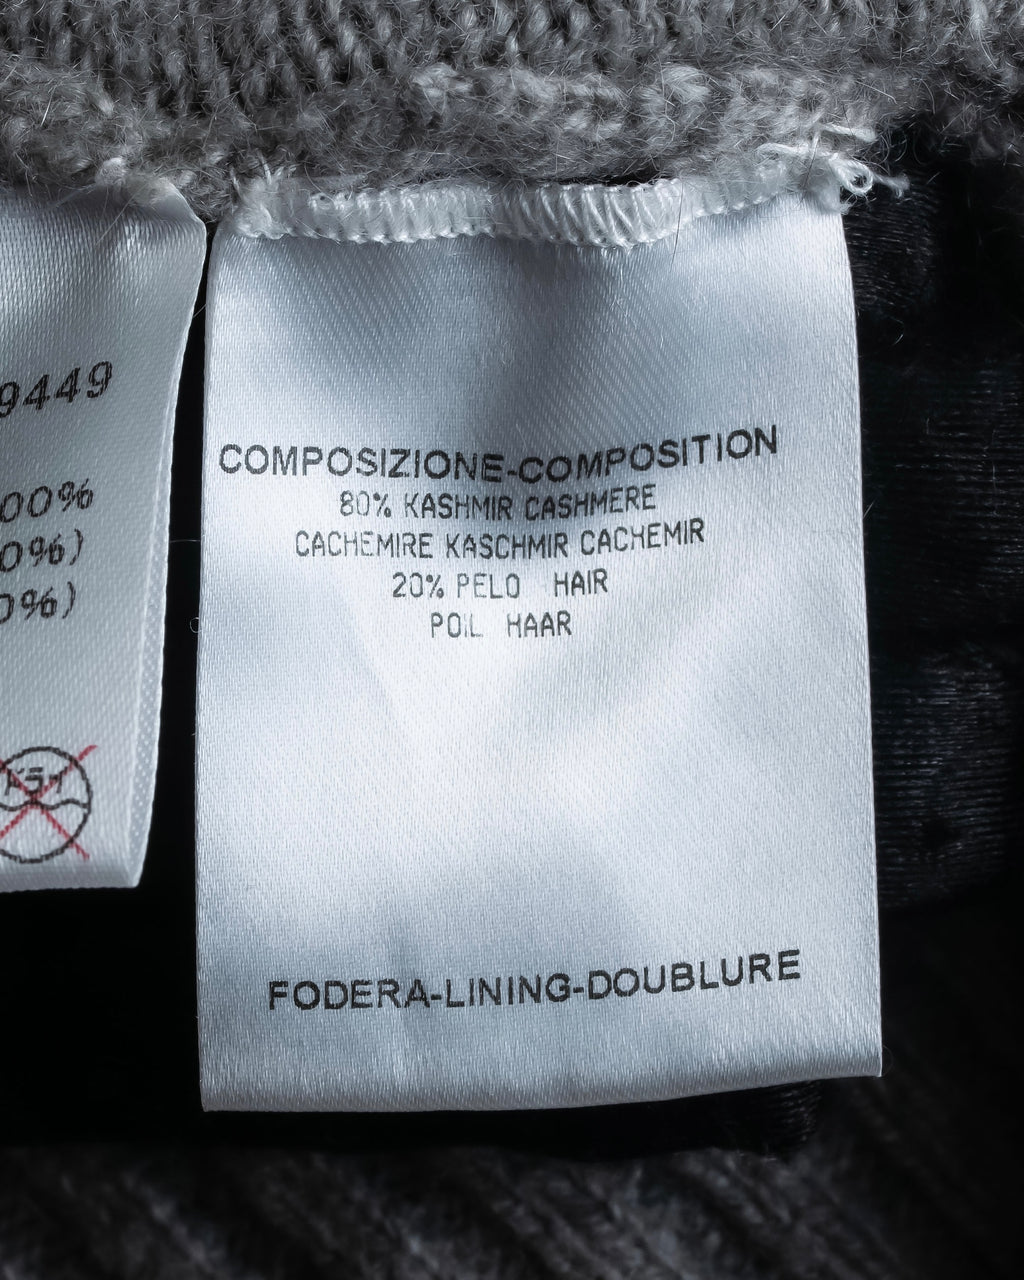 9449
00%
0%)
0%)
COMPOSIZIONE-COMPOSITION
80% KASHMIR CASHMERE
CACHEMIRE KASCHMIR CACHEMIR
20% PELO HAIR
POIL HAAR
FODERA-LINING-DOUBLURE